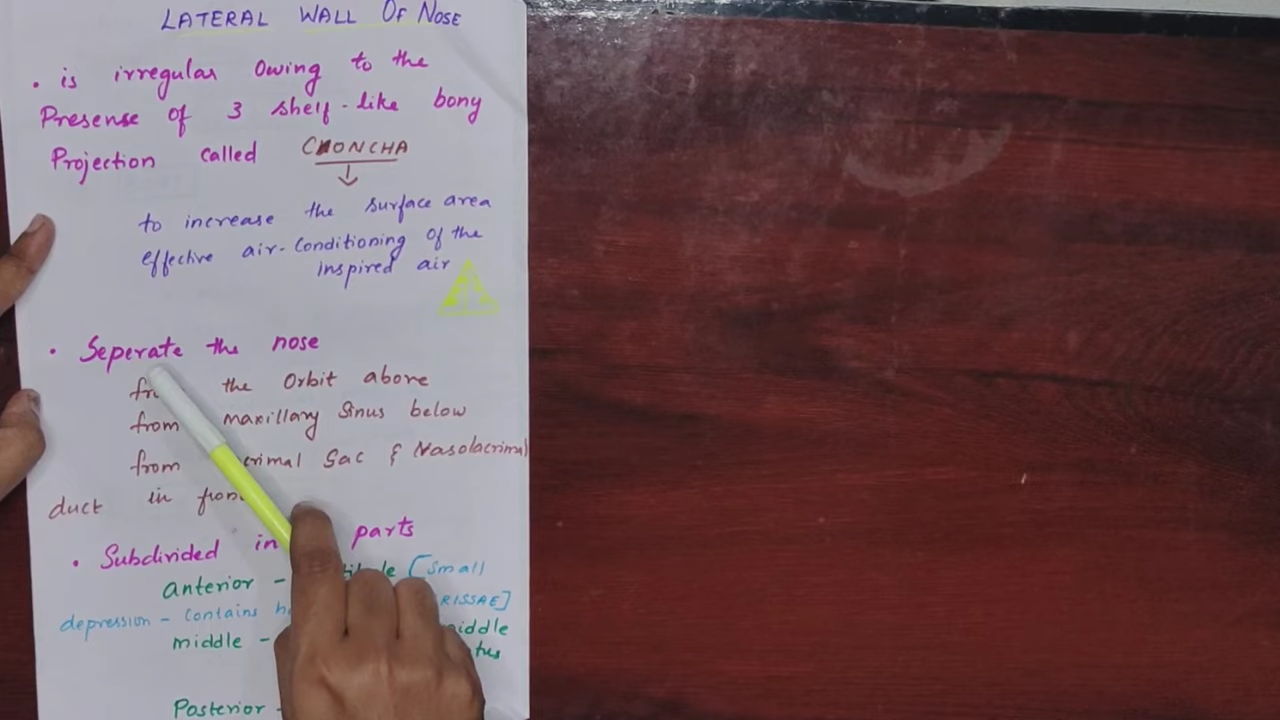 LATERAL WALL OF NOSE
. is irregular owing to the
Presense of 3 shelf-like bony
Projection called CHONCHA
to increase the surface area
effective air-conditioning of the
inspired air
. Seperate the nose
the Orbit above
from maxillary sinus below
from sac & Nasolacrimal
duct in
. Subdivided parts
anterior - [small
depression - contains
middle - middle
Posterior -